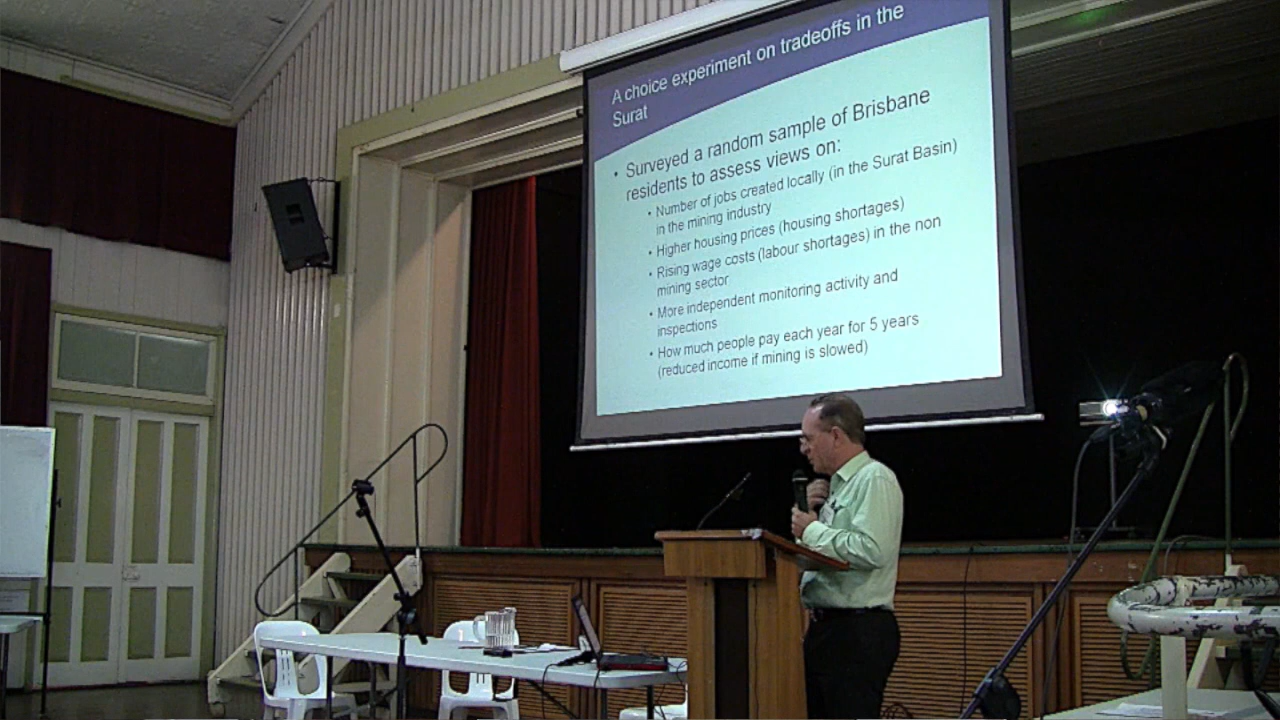 A choice experiment on tradeoffs in the
Surat
• Surveyed a random sample of Brisbane
residents to assess views on:
• Number of jobs created locally (in the Surat Basin)
in the mining industry
• Higher housing prices (housing shortages)
• Rising wage costs (labour shortages) in the non
mining sector
• More independent monitoring activity and
inspections
• How much people pay each year for 5 years
(reduced income if mining is slowed)